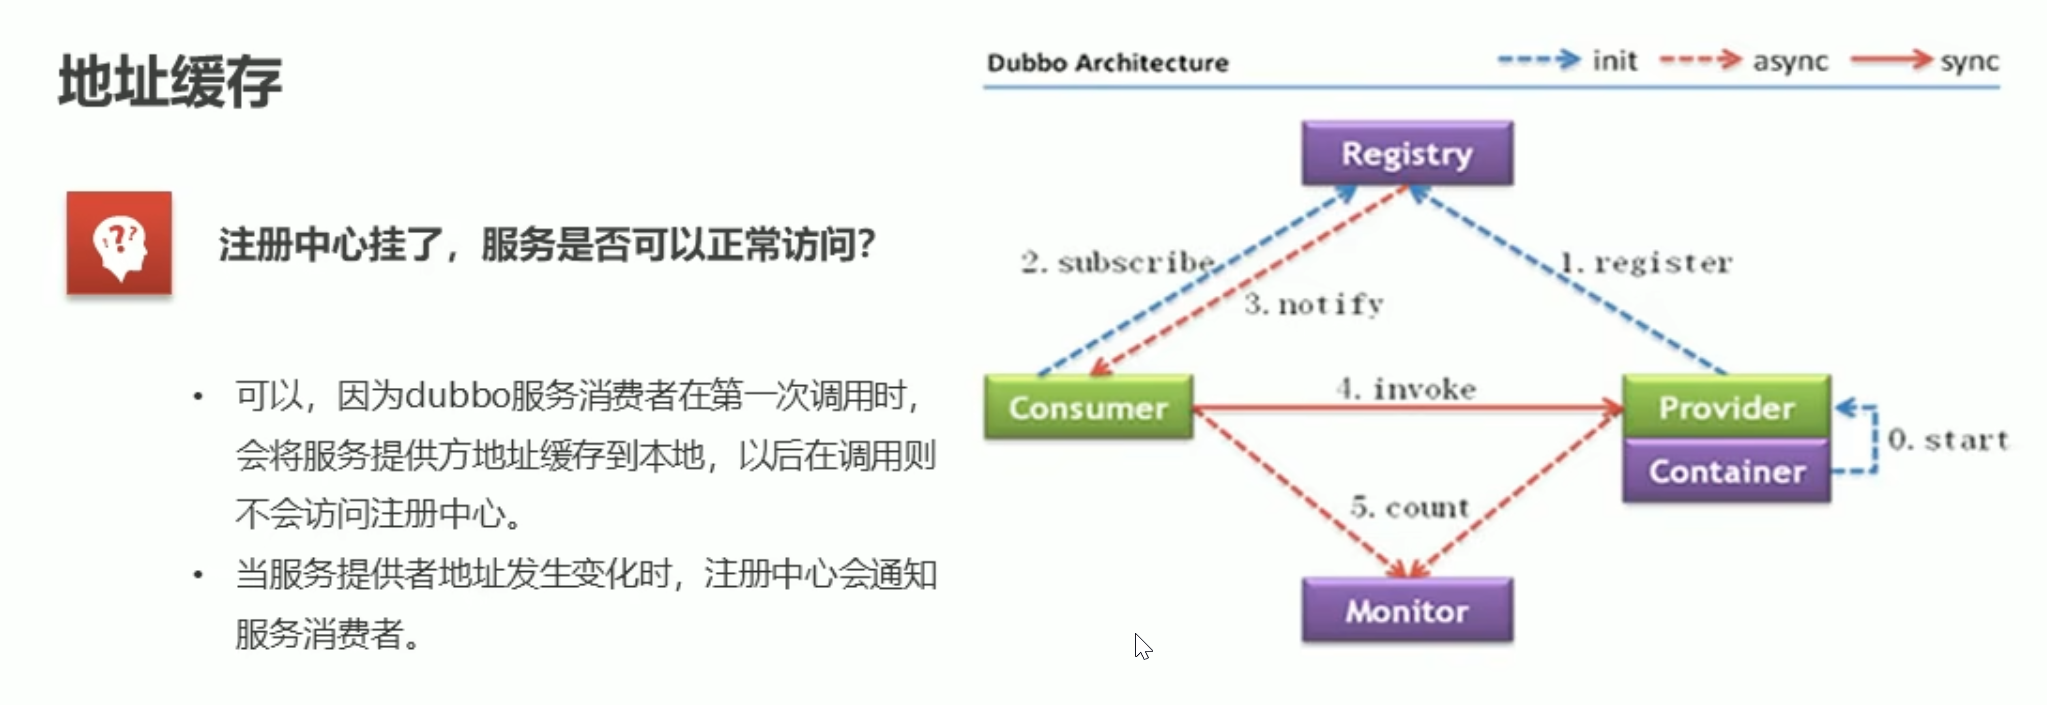 地址缓存
注册中心挂了，服务是否可以正常访问?
• 可以，因为dubbo服务消费者在第一次调用时，
会将服务提供方地址缓存到本地，以后在调用则
不会访问注册中心。
• 当服务提供者地址发生变化时，注册中心会通知
服务消费者。
Dubbo Architecture
init
async
sync
Registry
2. subscribe
1. register
3. notify
Consumer
4. invoke
Provider
Container
0. start
5. count
Monitor
??